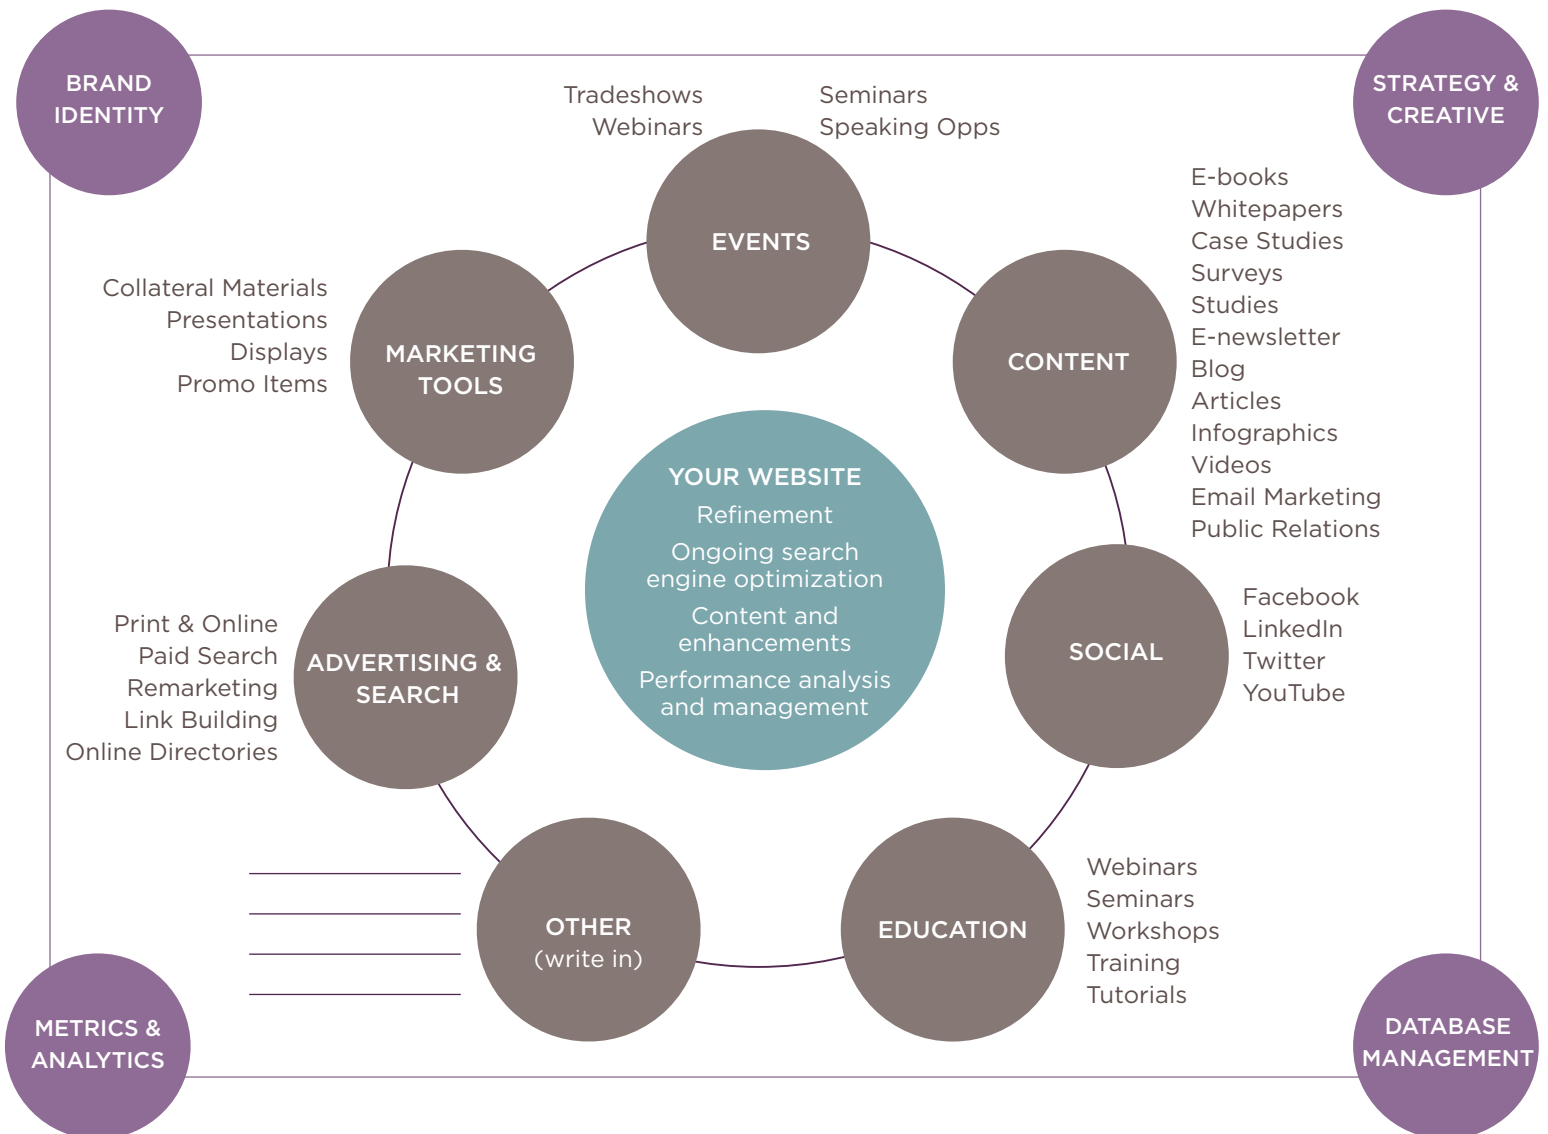 BRAND
IDENTITY
STRATEGY &
CREATIVE
Tradeshows
Webinars
Seminars
Speaking Opps
EVENTS
E-books
Whitepapers
Case Studies
Surveys
Studies
E-newsletter
Blog
Articles
Infographics
Videos
Email Marketing
Public Relations
CONTENT
Collateral Materials
Presentations
Displays
Promo Items
MARKETING
TOOLS
YOUR WEBSITE
Refinement
Ongoing search
engine optimization
Content and
enhancements
Performance analysis
and management
Facebook
LinkedIn
Twitter
YouTube
SOCIAL
Print & Online
Paid Search
Remarketing
Link Building
Online Directories
ADVERTISING &
SEARCH
OTHER
(write in)
EDUCATION
Webinars
Seminars
Workshops
Training
Tutorials
METRICS &
ANALYTICS
DATABASE
MANAGEMENT